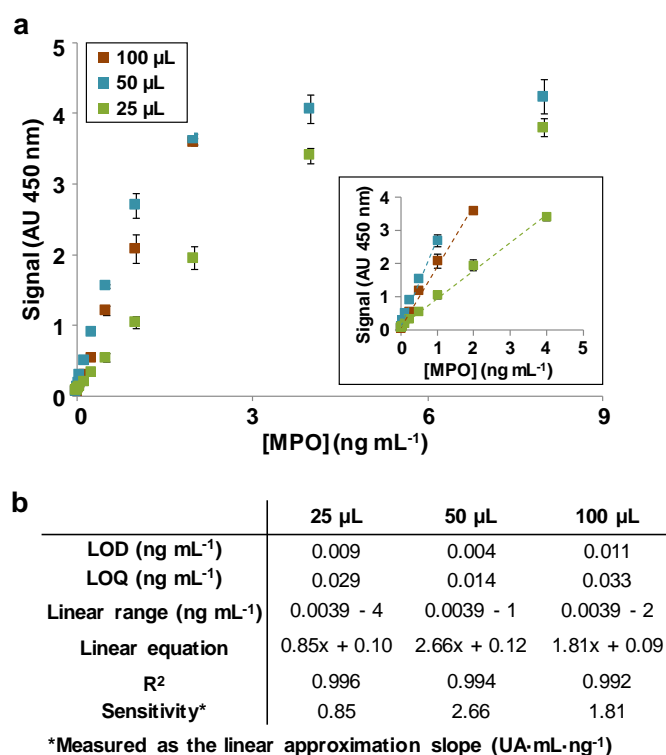 a
5
4
3
2
1
0
Signal (AU 450 nm)
100 µL
50 µL
25 µL
0 3 6 9
[MPO] (ng mL-1)
4
3
2
1
0
Signal (AU 450 nm)
0 1 2 3 4 5
[MPO] (ng mL-1)
b
25 µL 50 µL 100 µL
LOD (ng mL-1) 0.009 0.004 0.011
LOQ (ng mL-1) 0.029 0.014 0.033
Linear range (ng mL-1) 0.0039 - 4 0.0039 - 1 0.0039 - 2
Linear equation 0.85x + 0.10 2.66x + 0.12 1.81x + 0.09
R2 0.996 0.994 0.992
Sensitivity* 0.85 2.66 1.81
*Measured as the linear approximation slope (UA·mL·ng-1)